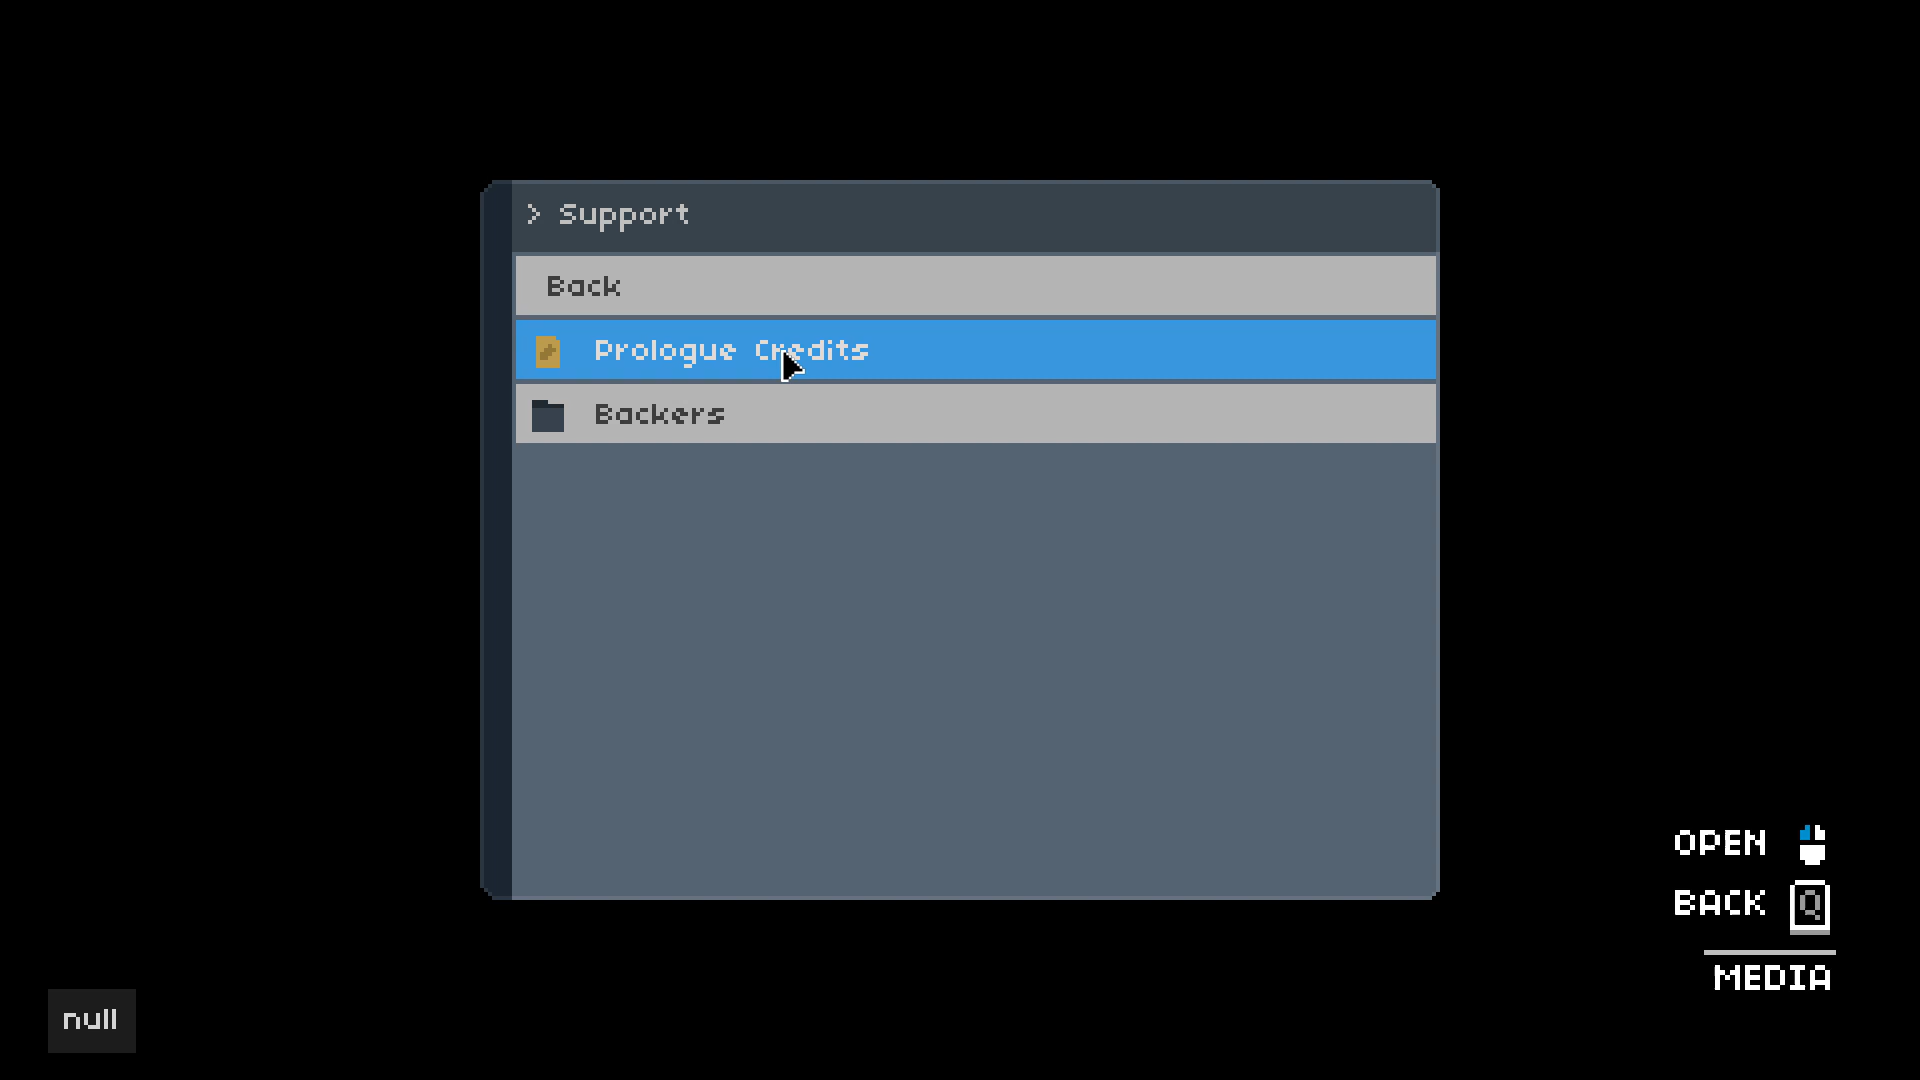 > Support
Back
Prologue Credits
Backers
OPEN
BACK Q
MEDIA
null